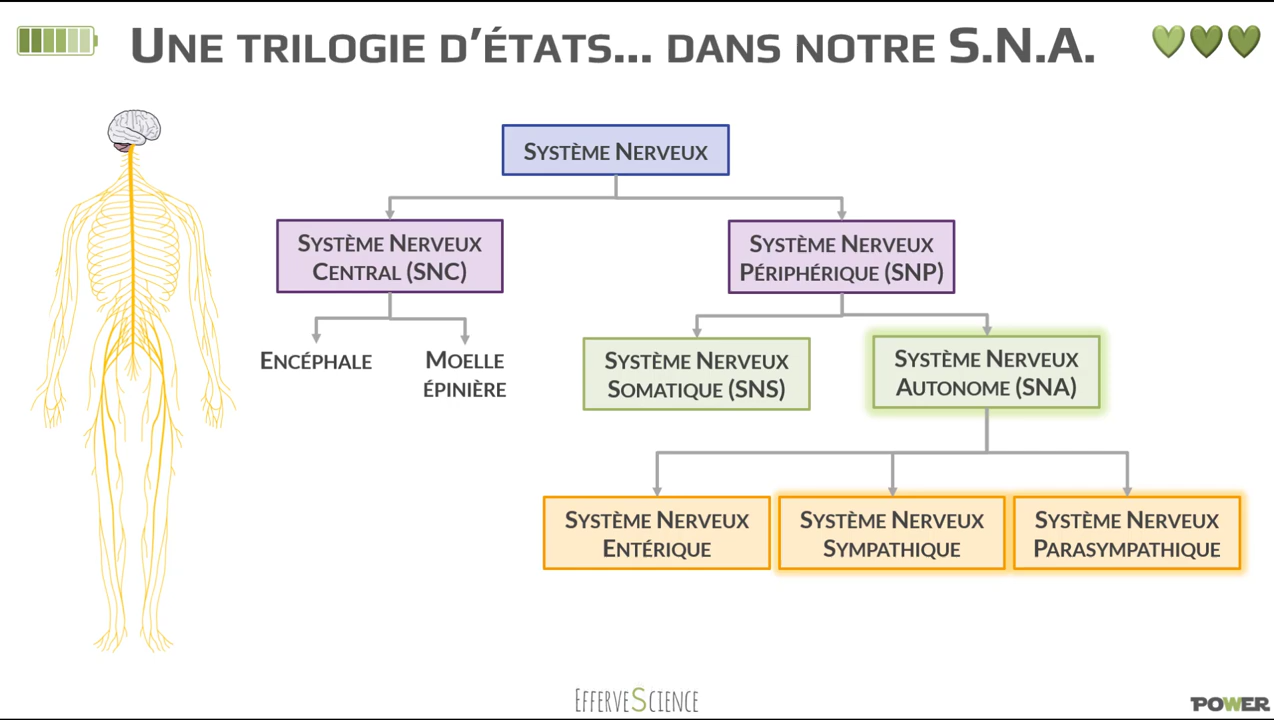 Une trilogie d'états... dans notre S.N.A.
Système Nerveux
Système Nerveux
Central (SNC)
Système Nerveux
Périphérique (SNP)
Encéphale
Moelle
épinière
Système Nerveux
Somatique (SNS)
Système Nerveux
Autonome (SNA)
Système Nerveux
Entérique
Système Nerveux
Sympathique
Système Nerveux
Parasympathique
EfferveScience
POWER